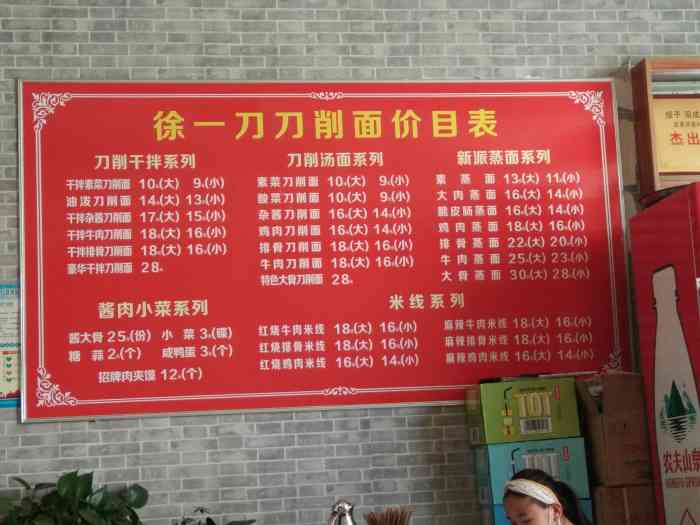 徐一刀刀削面价目表
刀削干拌系列
干拌素菜刀削面 10元(大) 9元(小)
油泼刀削面 14元(大) 13元(小)
干拌杂酱刀削面 17元(大) 15元(小)
干拌牛肉刀削面 18元(大) 16元(小)
干拌排骨刀削面 18元(大) 16元(小)
豪华干拌刀削面 28元
刀削汤面系列
素菜刀削面 10元(大) 9元(小)
酸菜刀削面 10元(大) 9元(小)
杂酱刀削面 16元(大) 14元(小)
鸡肉刀削面 16元(大) 14元(小)
排骨刀削面 18元(大) 16元(小)
牛肉刀削面 18元(大) 16元(小)
特色大骨刀削面 28元
新派蒸面系列
素蒸面 13元(大) 11元(小)
大肉蒸面 16元(大) 14元(小)
脆皮肠蒸面 16元(大) 14元(小)
鸡肉蒸面 18元(大) 16元(小)
排骨蒸面 22元(大) 20元(小)
牛肉蒸面 25元(大) 23元(小)
大骨蒸面 30元(大) 28元(小)
酱肉小菜系列
酱大骨 25元(份) 小菜 3元(碟)
糖蒜 2元(个) 咸鸭蛋 3元(个)
招牌肉夹馍 12元(个)
米线系列
红烧牛肉米线 18元(大) 16元(小)
红烧排骨米线 18元(大) 16元(小)
红烧鸡肉米线 16元(大) 14元(小)
麻辣牛肉米线 18元(大) 16元(小)
麻辣排骨米线 18元(大) 16元(小)
麻辣鸡肉米线 16元(大) 14元(小)
杰出
农夫山泉